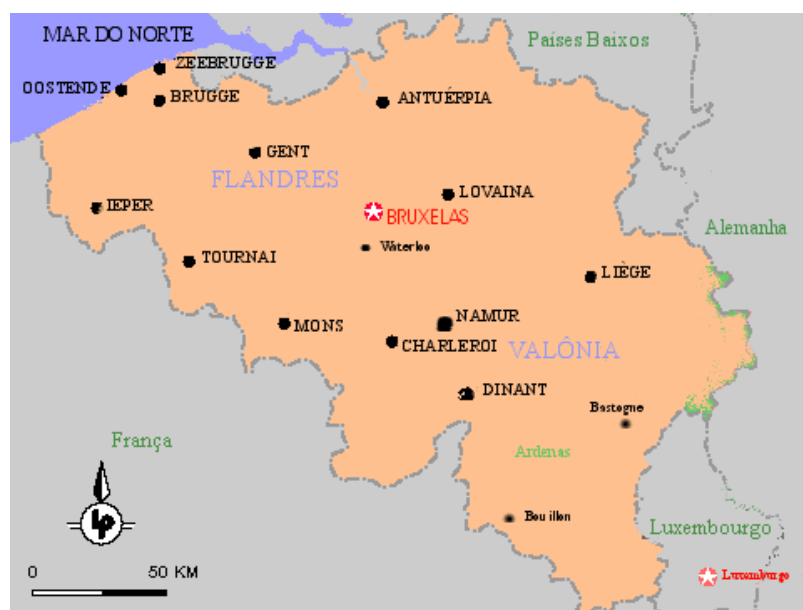 MAR DO NORTE
Países Baixos
ZEEBRUGGE
OOSTENDE
BRUGGE
ANTUÉRPIA
GENT
FLANDRES
LOVAINA
IEPER
BRUXELAS
Alemanha
Waterloo
TOURNAI
LIÈGE
NAMUR
MONS
CHARLEROI
VALÔNIA
DINANT
Bastogne
França
Ardenas
Bouillon
Luxembourgo
0 50 KM
Luxemburgo